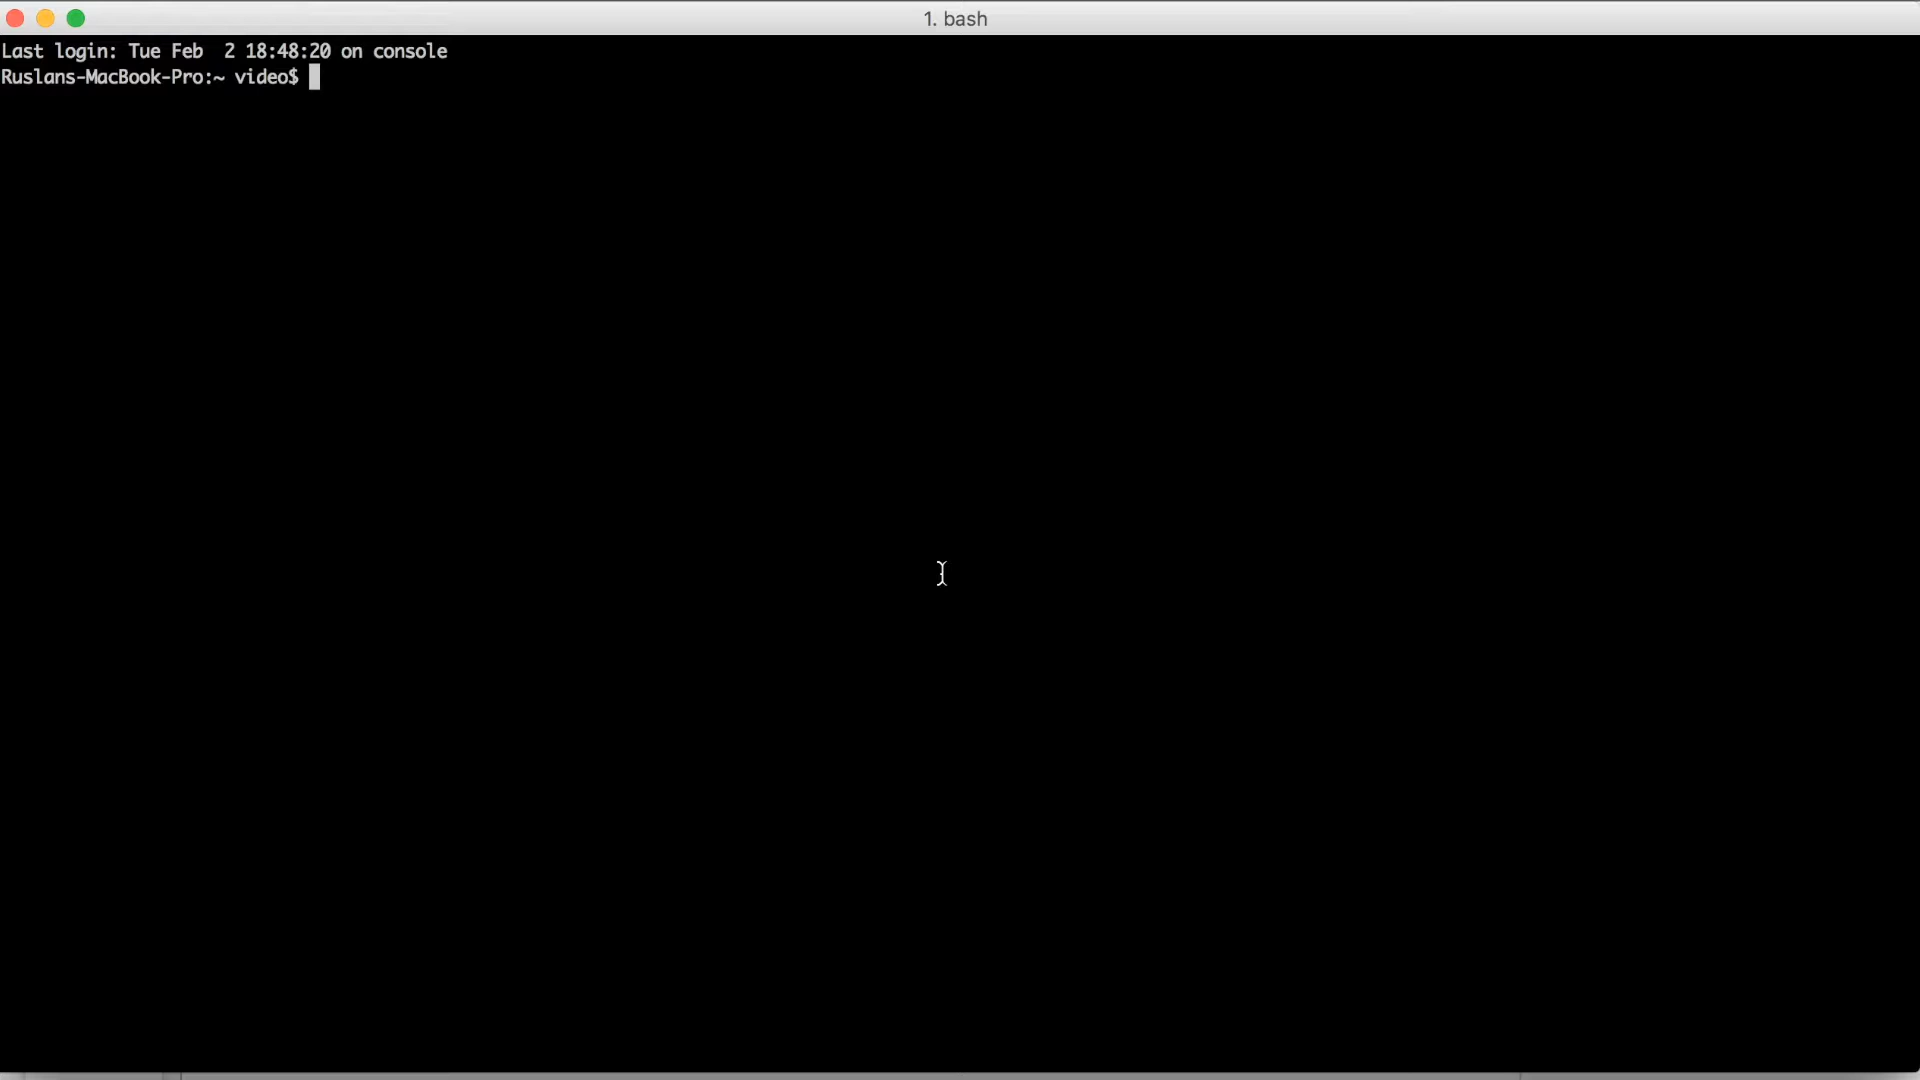 1. bash
Last login: Tue Feb  2 18:48:20 on console
Ruslans-MacBook-Pro:~ video$